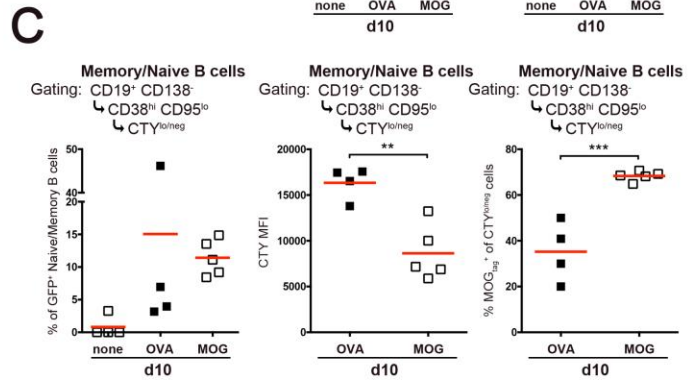 none OVA MOG
d10
none OVA MOG
d10
C
Memory/Naive B cells
Gating: CD19⁺ CD138⁻
CD38ʰⁱ CD95ˡᵒ
CTYˡᵒ/ⁿᵉᵍ
% of GFP⁺ Naive/Memory B cells
50
40
20
15
10
5
0
none OVA MOG
d10
Memory/Naive B cells
Gating: CD19⁺ CD138⁻
CD38ʰⁱ CD95ˡᵒ
CTYˡᵒ/ⁿᵉᵍ
**
CTY MFI
20000
15000
10000
5000
0
OVA MOG
d10
Memory/Naive B cells
Gating: CD19⁺ CD138⁻
CD38ʰⁱ CD95ˡᵒ
CTYˡᵒ/ⁿᵉᵍ
***
% MOGtag⁺ of CTYˡᵒ/ⁿᵉᵍ cells
80
60
40
20
0
OVA MOG
d10